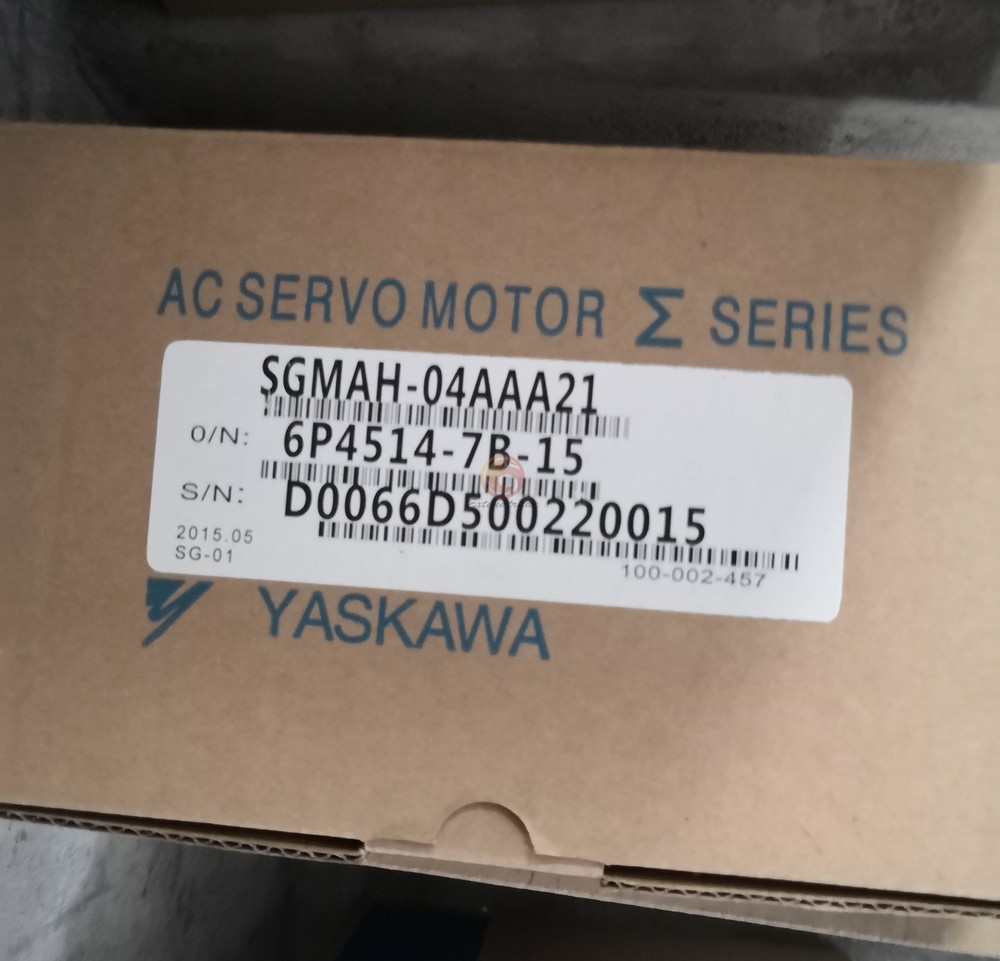 AC SERVO MOTOR Σ SERIES
SGMAH-04AAA21
O/N: 6P4514-7B-15
S/N: D0066D500220015
2015.05
SG-01
100-002-457
YASKAWA